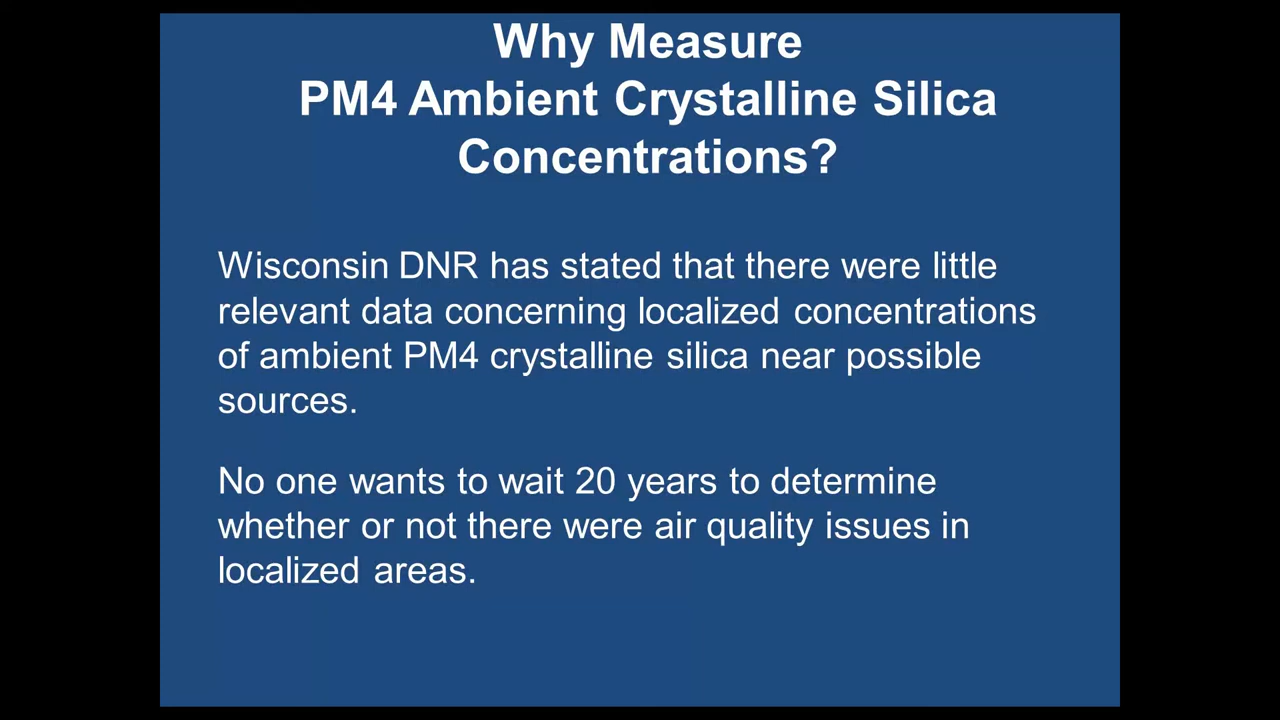 Why Measure
PM4 Ambient Crystalline Silica
Concentrations?
Wisconsin DNR has stated that there were little
relevant data concerning localized concentrations
of ambient PM4 crystalline silica near possible
sources.
No one wants to wait 20 years to determine
whether or not there were air quality issues in
localized areas.